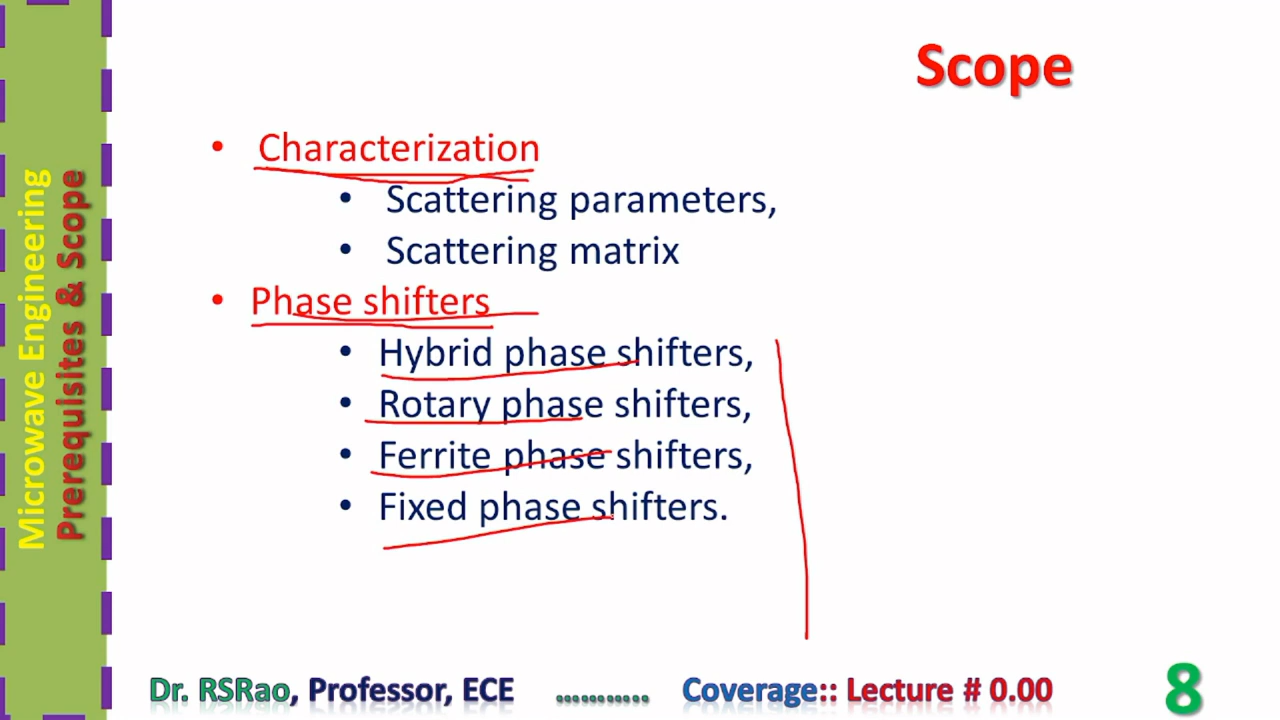 Scope
• Characterization
• Scattering parameters,
• Scattering matrix
• Phase shifters
• Hybrid phase shifters,
• Rotary phase shifters,
• Ferrite phase shifters,
• Fixed phase shifters.
Microwave Engineering
Prerequisites & Scope
Dr. RSRao, Professor, ECE ……….. Coverage:: Lecture # 0.00 8